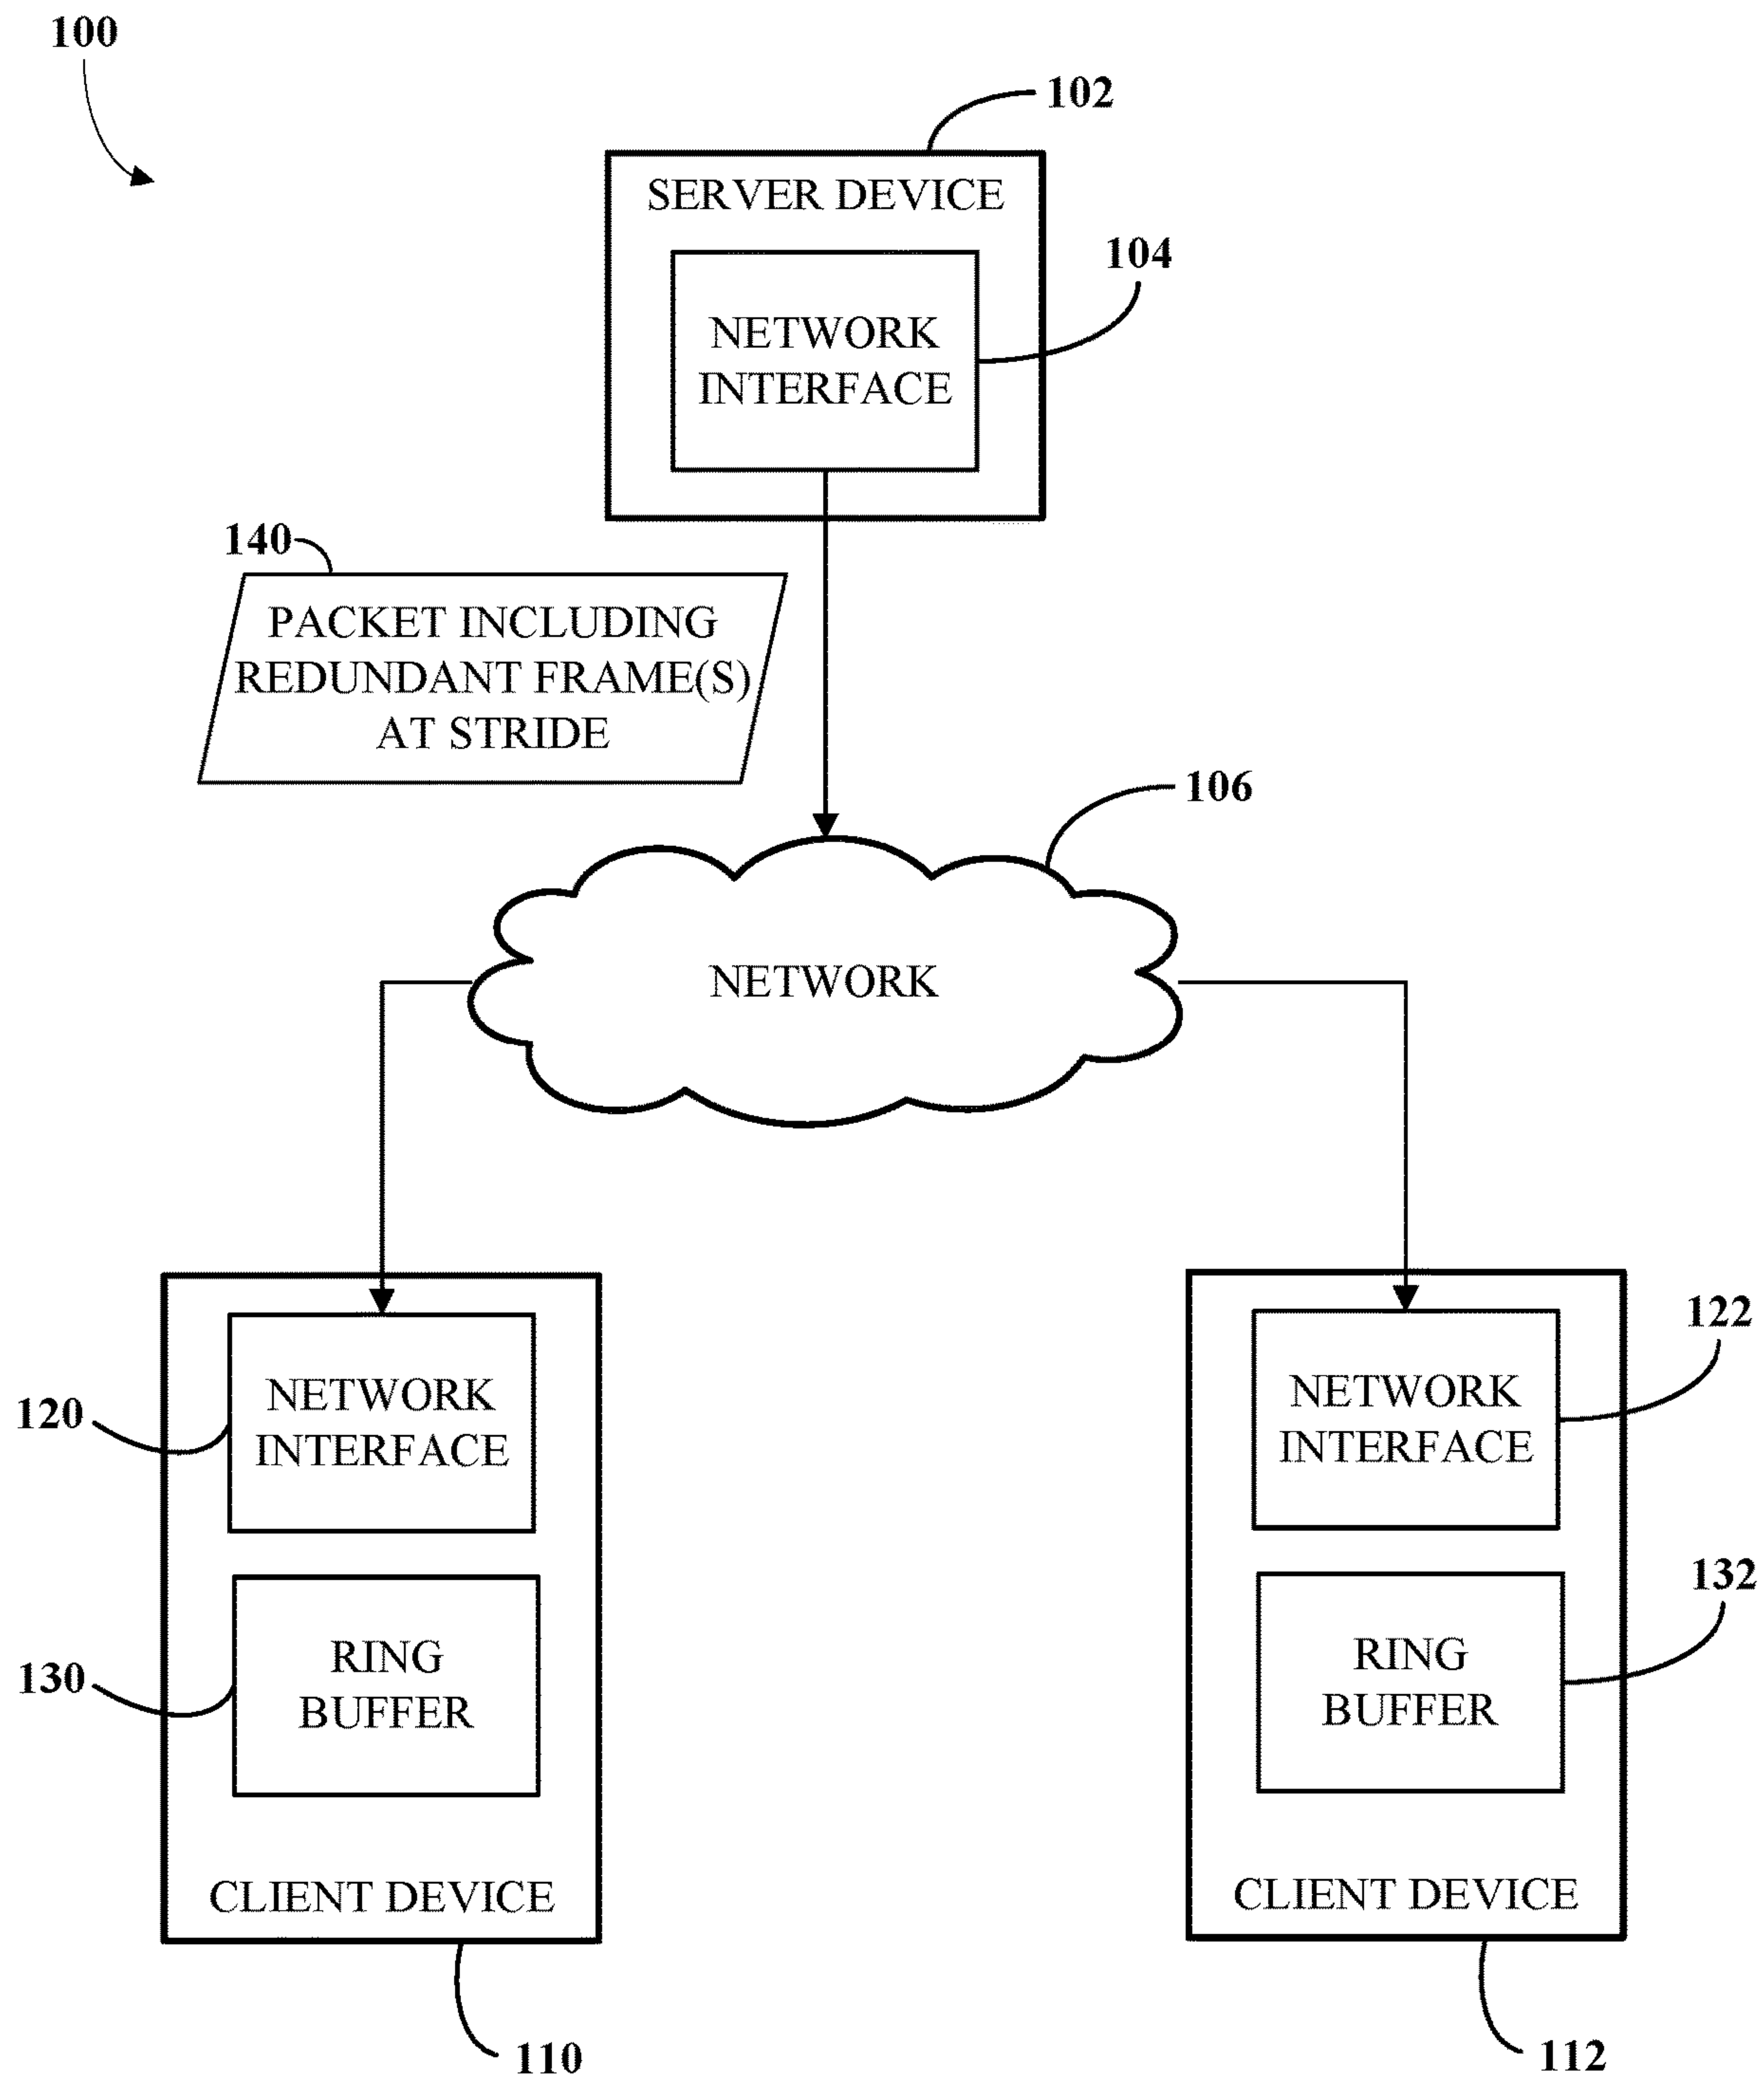 100
102
SERVER DEVICE
104
NETWORK
INTERFACE
140
PACKET INCLUDING
REDUNDANT FRAME(S)
AT STRIDE
106
NETWORK
120
NETWORK
INTERFACE
130
RING
BUFFER
CLIENT DEVICE
110
122
NETWORK
INTERFACE
132
RING
BUFFER
CLIENT DEVICE
112